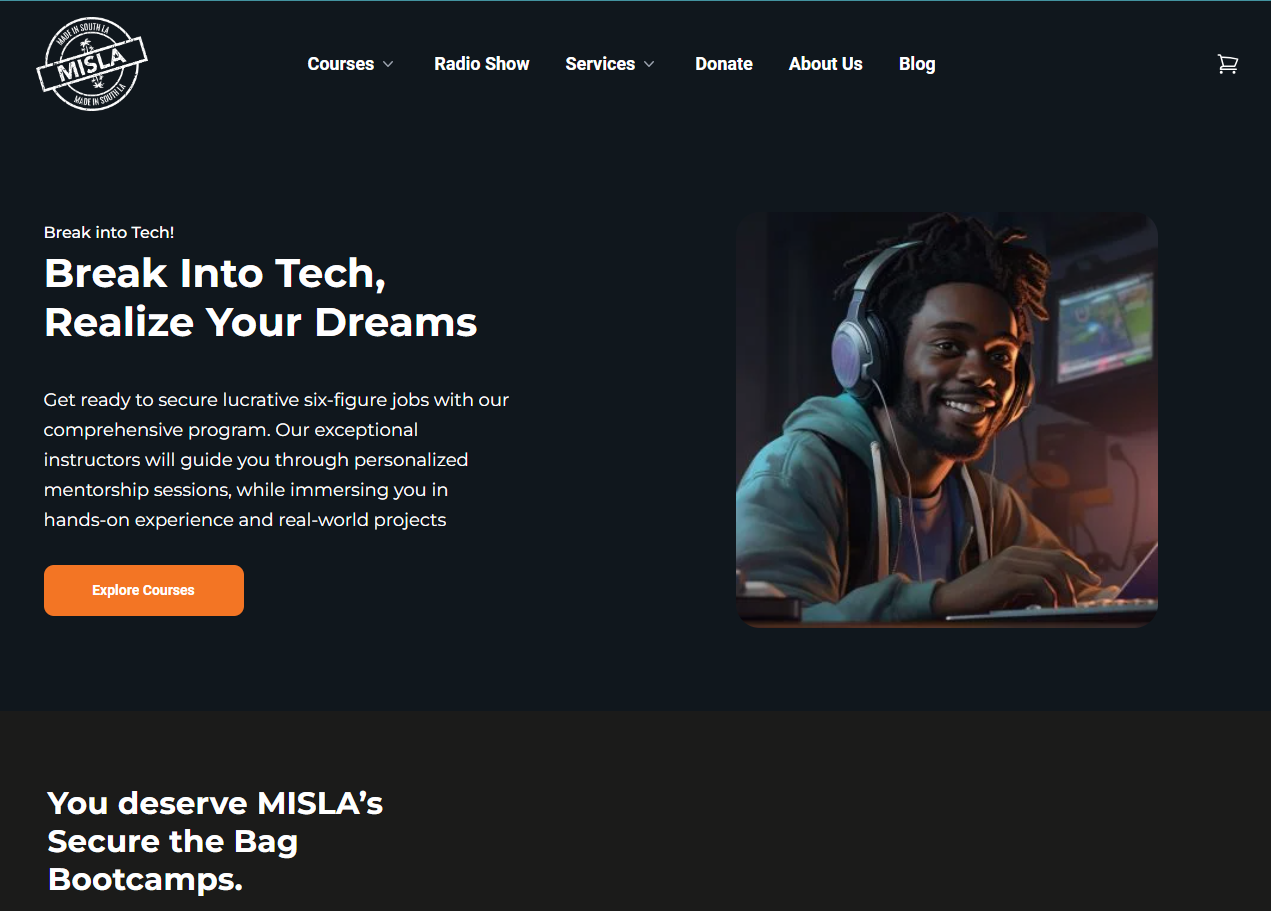 MADE IN SOUTH LA
MISLA
MADE IN SOUTH LA
Courses
Radio Show
Services
Donate
About Us
Blog
Break into Tech!
Break Into Tech,
Realize Your Dreams
Get ready to secure lucrative six-figure jobs with our
comprehensive program. Our exceptional
instructors will guide you through personalized
mentorship sessions, while immersing you in
hands-on experience and real-world projects
Explore Courses
You deserve MISLA’s
Secure the Bag
Bootcamps.